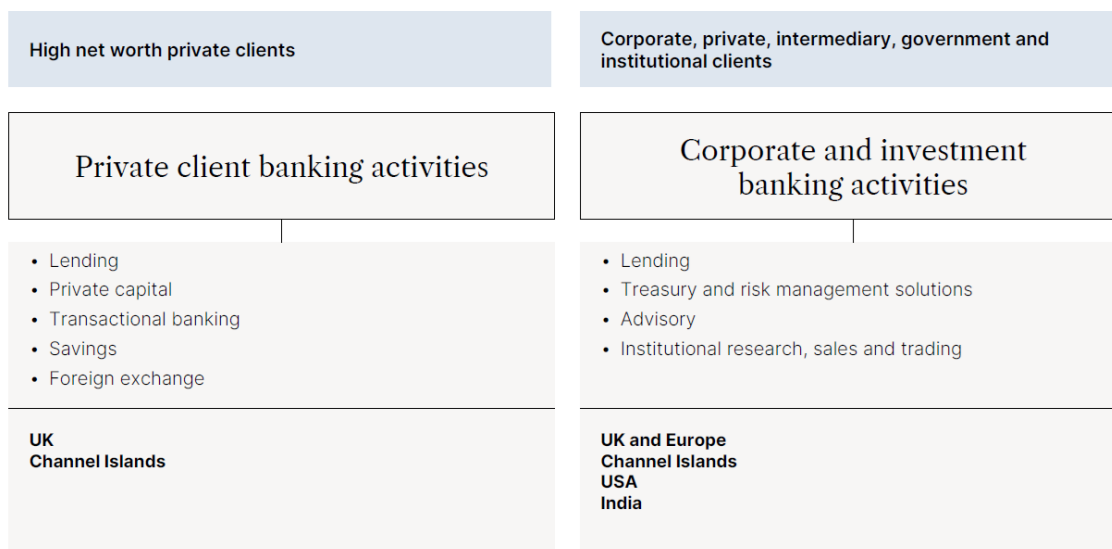 High net worth private clients
Private client banking activities
• Lending
• Private capital
• Transactional banking
• Savings
• Foreign exchange
UK
Channel Islands
Corporate, private, intermediary, government and
institutional clients
Corporate and investment
banking activities
• Lending
• Treasury and risk management solutions
• Advisory
• Institutional research, sales and trading
UK and Europe
Channel Islands
USA
India